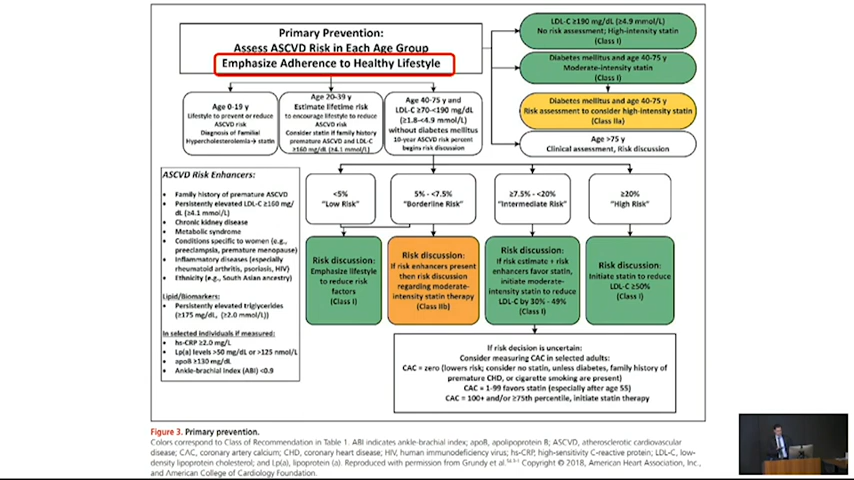 Primary Prevention:
Assess ASCVD Risk in Each Age Group
Emphasize Adherence to Healthy Lifestyle
LDL-C ≥190 mg/dL (≥4.9 mmol/L)
No risk assessment; High-intensity statin
(Class I)
Diabetes mellitus and age 40-75 y
Moderate-intensity statin
(Class I)
Diabetes mellitus and age 40-75 y
Risk assessment to consider high-intensity statin
(Class IIa)
Age >75 y
Clinical assessment, Risk discussion
Age 0-19 y
Lifestyle to prevent or reduce
ASCVD risk
Diagnosis of Familial
Hypercholesterolemia→ statin
Age 20-39 y
Estimate lifetime risk
to encourage lifestyle to reduce
ASCVD risk
Consider statin if family history
premature ASCVD and LDL-C
≥160 mg/dL (≥4.1 mmol/L)
Age 40-75 y and
LDL-C ≥70-<190 mg/dL
(≥1.8-<4.9 mmol/L)
without diabetes mellitus
10-year ASCVD risk percent
begins risk discussion
ASCVD Risk Enhancers:
• Family history of premature ASCVD
• Persistently elevated LDL-C ≥160 mg/
dL (≥4.1 mmol/L)
• Chronic kidney disease
• Metabolic syndrome
• Conditions specific to women (e.g.,
preeclampsia, premature menopause)
• Inflammatory diseases (especially
rheumatoid arthritis, psoriasis, HIV)
• Ethnicity (e.g., South Asian ancestry)
Lipid/Biomarkers:
• Persistently elevated triglycerides
(≥175 mg/dL, (≥2.0 mmol/L))
In selected individuals if measured:
• hs-CRP ≥2.0 mg/L
• Lp(a) levels >50 mg/dL or >125 nmol/L
• apoB ≥130 mg/dL
• Ankle-brachial index (ABI) <0.9
<5%
"Low Risk"
5% - <7.5%
"Borderline Risk"
≥7.5% - <20%
"Intermediate Risk"
≥20%
"High Risk"
Risk discussion:
Emphasize lifestyle
to reduce risk
factors
(Class I)
Risk discussion:
If risk enhancers present
then risk discussion
regarding moderate-
intensity statin therapy
(Class IIb)
Risk discussion:
If risk estimate + risk
enhancers favor statin,
initiate moderate-
intensity statin to reduce
LDL-C by 30% - 49%
(Class I)
Risk discussion:
Initiate statin to reduce
LDL-C ≥50%
(Class I)
If risk decision is uncertain:
Consider measuring CAC in selected adults:
CAC = zero (lowers risk; consider no statin, unless diabetes, family history of
premature CHD, or cigarette smoking are present)
CAC = 1-99 favors statin (especially after age 55)
CAC = 100+ and/or ≥75th percentile, initiate statin therapy
Figure 3. Primary prevention.
Colors correspond to Class of Recommendation in Table 1. ABI indicates ankle-brachial index; apoB, apolipoprotein B; ASCVD, atherosclerotic cardiovascular
disease; CAC, coronary artery calcium; CHD, coronary heart disease; HIV, human immunodeficiency virus; hs-CRP, high-sensitivity C-reactive protein; LDL-C, low-
density lipoprotein cholesterol; and Lp(a), lipoprotein (a). Reproduced with permission from Grundy et al. Copyright © 2018, American Heart Association, Inc.,
and American College of Cardiology Foundation.